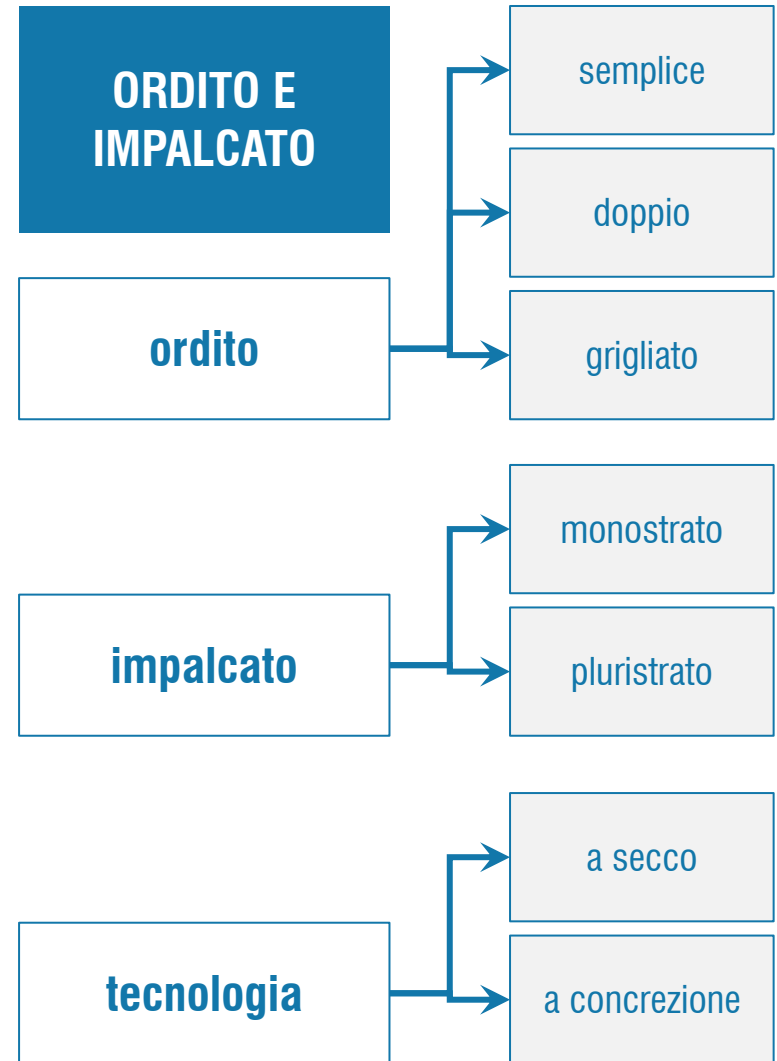 ORDITO E
IMPALCATO
ordito
semplice
doppio
grigliato
impalcato
monostrato
pluristrato
tecnologia
a secco
a concrezione